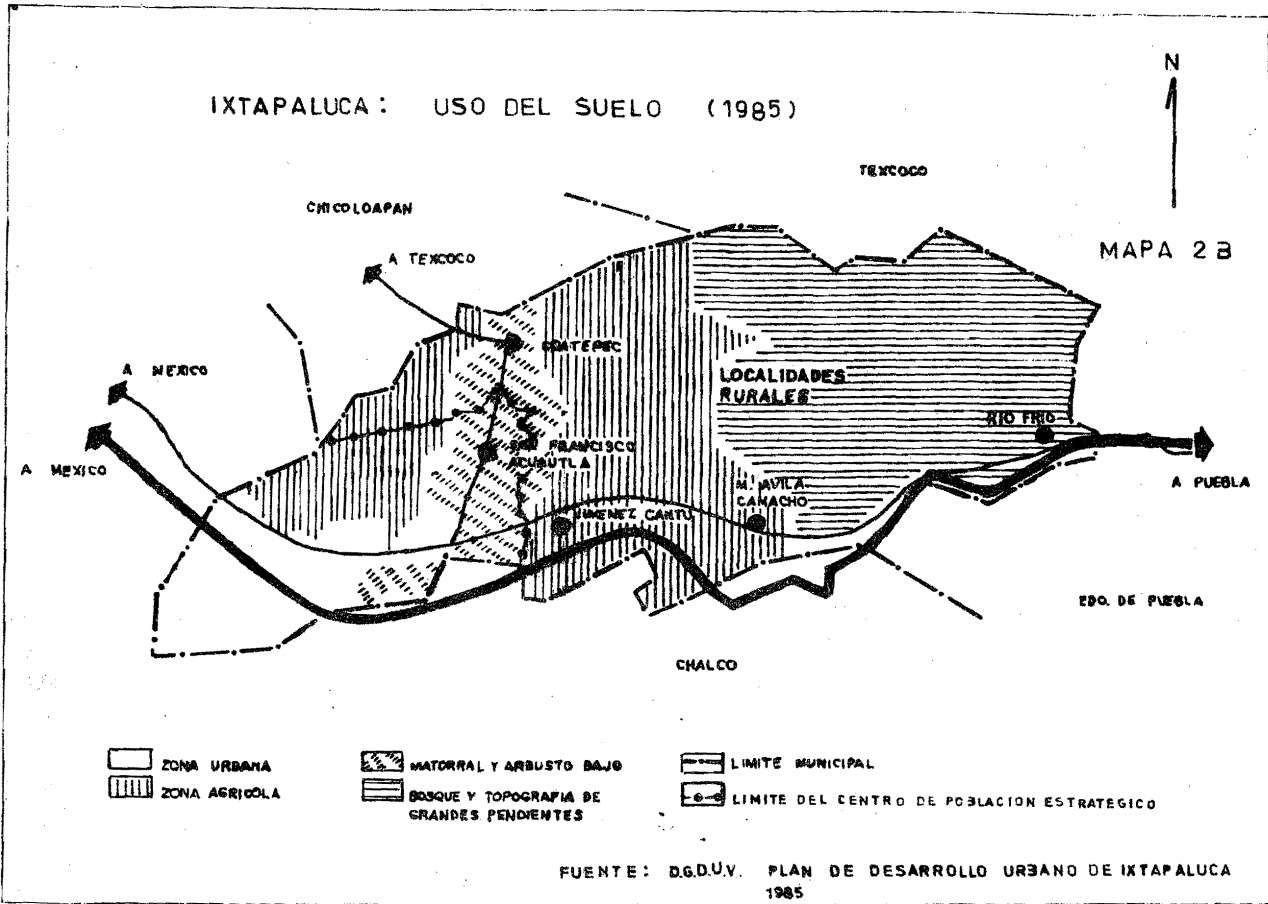 N
IXTAPALUCA: USO DEL SUELO (1985)
TEXCOCO
CHICOLOAPAN
MAPA 2B
A TEXCOCO
COATEPEC
A MEXICO
LOCALIDADES
RURALES
RIO FRIO
A MEXICO
SAN FRANCISCO
ACUAUTLA
A PUEBLA
M. AVILA
CAMACHO
JIMENEZ CANTU
EDO. DE PUEBLA
CHALCO
ZONA URBANA
ZONA AGRICOLA
MATORRAL Y ARBUSTO BAJO
BOSQUE Y TOPOGRAFIA DE
GRANDES PENDIENTES
LIMITE MUNICIPAL
LIMITE DEL CENTRO DE POBLACION ESTRATEGICO
FUENTE: D.G.D.U.V. PLAN DE DESARROLLO URBANO DE IXTAPALUCA
1985